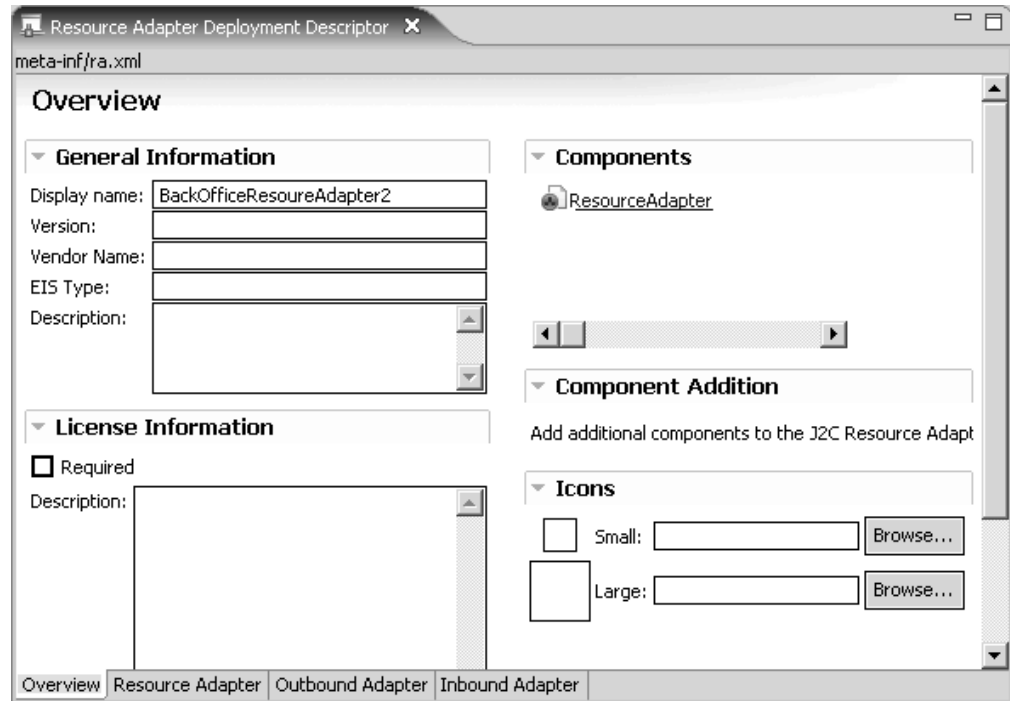 Resource Adapter Deployment Descriptor
meta-inf/ra.xml
Overview
General Information
Display name: BackOfficeResoureAdapter2
Version:
Vendor Name:
EIS Type:
Description:
License Information
Required
Description:
Components
ResourceAdapter
Component Addition
Add additional components to the J2C Resource Adapt
Icons
Small: Browse...
Large: Browse...
Overview Resource Adapter Outbound Adapter Inbound Adapter